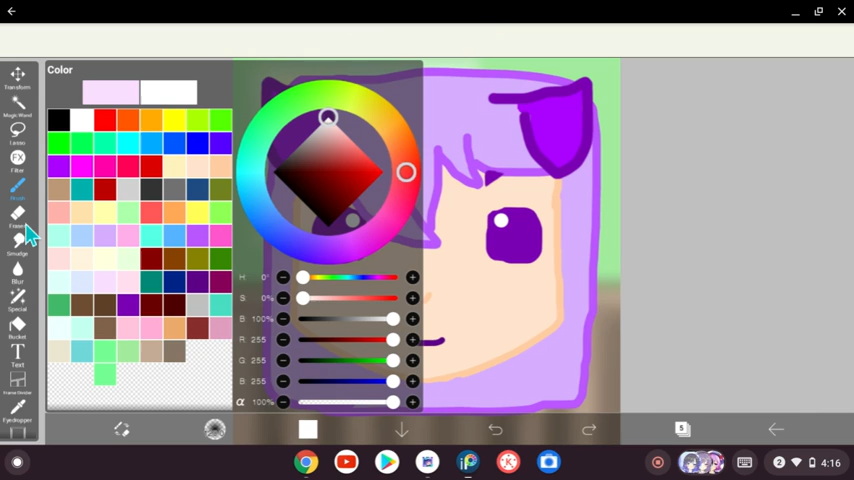 Color
Transform
Magic Wand
Lasso
FX
Filter
Brush
Eraser
Smudge
Blur
Special
Bucket
T
Text
Frame Divider
Eyedropper
H: 0°
S: 0%
B: 100%
R: 255
G: 255
B: 255
α: 100%
5
2
4:16